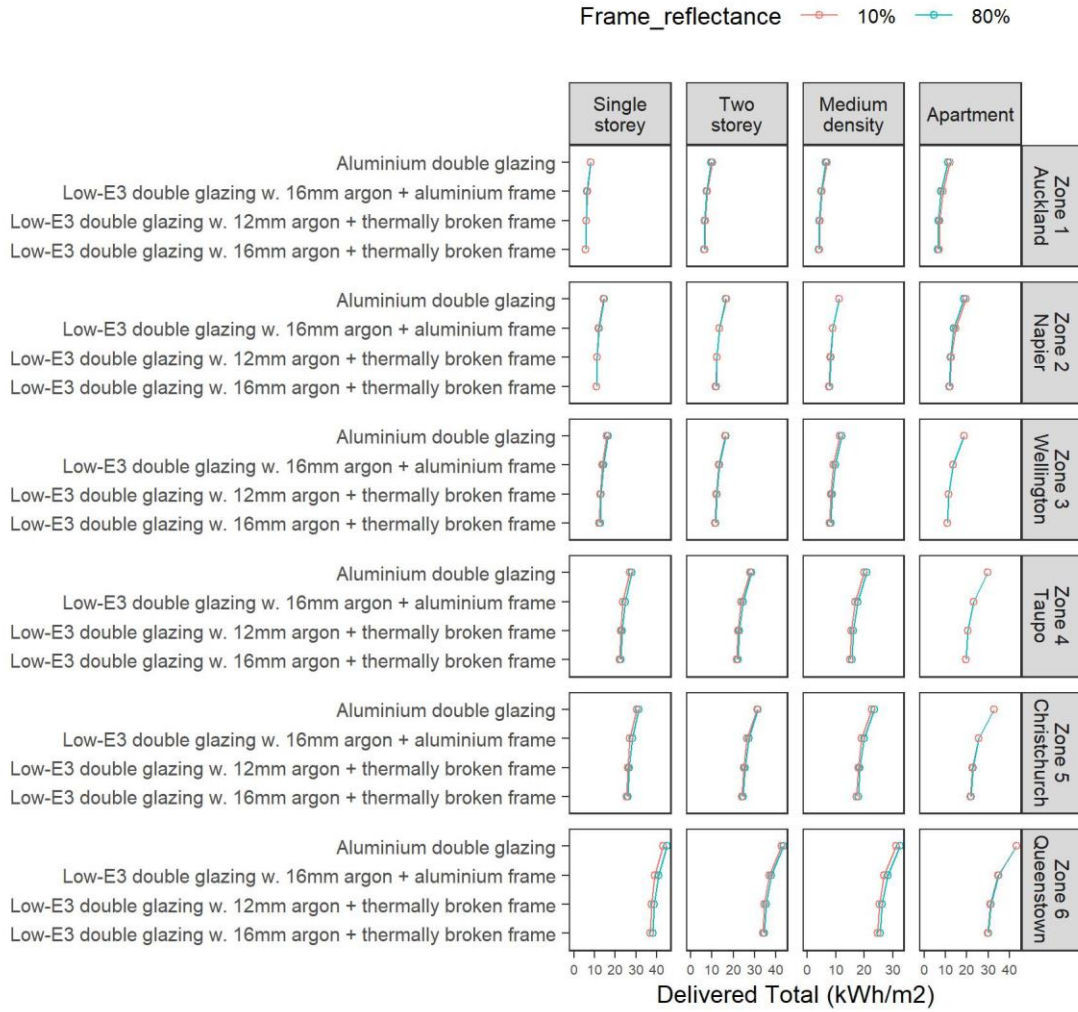 Frame_reflectance 10% 80%
Single storey Two storey Medium density Apartment
Aluminium double glazing
Low-E3 double glazing w. 16mm argon + aluminium frame
Low-E3 double glazing w. 12mm argon + thermally broken frame
Low-E3 double glazing w. 16mm argon + thermally broken frame
Zone 1
Auckland
Aluminium double glazing
Low-E3 double glazing w. 16mm argon + aluminium frame
Low-E3 double glazing w. 12mm argon + thermally broken frame
Low-E3 double glazing w. 16mm argon + thermally broken frame
Zone 2
Napier
Aluminium double glazing
Low-E3 double glazing w. 16mm argon + aluminium frame
Low-E3 double glazing w. 12mm argon + thermally broken frame
Low-E3 double glazing w. 16mm argon + thermally broken frame
Zone 3
Wellington
Aluminium double glazing
Low-E3 double glazing w. 16mm argon + aluminium frame
Low-E3 double glazing w. 12mm argon + thermally broken frame
Low-E3 double glazing w. 16mm argon + thermally broken frame
Zone 4
Taupo
Aluminium double glazing
Low-E3 double glazing w. 16mm argon + aluminium frame
Low-E3 double glazing w. 12mm argon + thermally broken frame
Low-E3 double glazing w. 16mm argon + thermally broken frame
Zone 5
Christchurch
Aluminium double glazing
Low-E3 double glazing w. 16mm argon + aluminium frame
Low-E3 double glazing w. 12mm argon + thermally broken frame
Low-E3 double glazing w. 16mm argon + thermally broken frame
Zone 6
Queenstown
0 10 20 30 40 0 10 20 30 40 0 10 20 30 0 10 20 30 40
Delivered Total (kWh/m2)